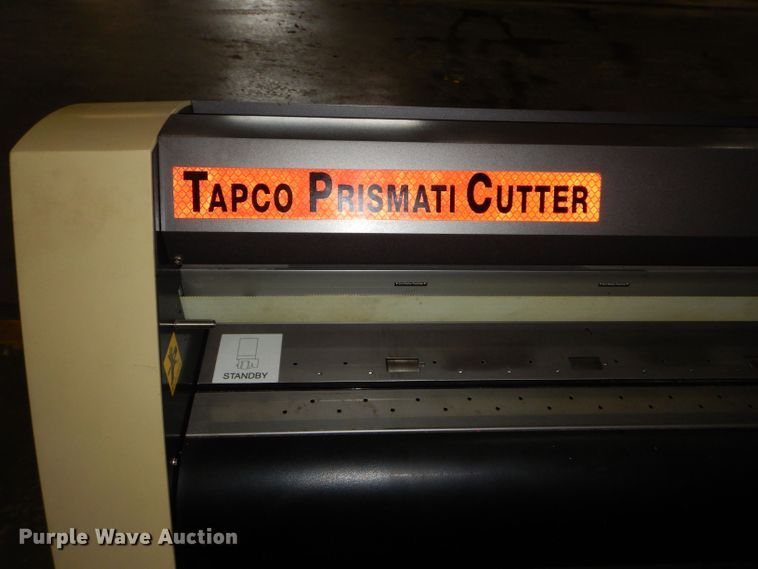 TAPCO PRISMATI CUTTER
STANDBY
Purple Wave Auction